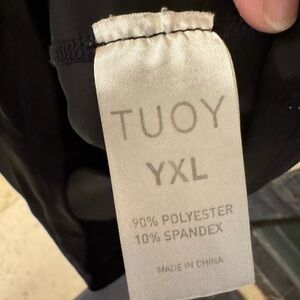 TUOY
YXL
90% POLYESTER
10% SPANDEX
MADE IN CHINA